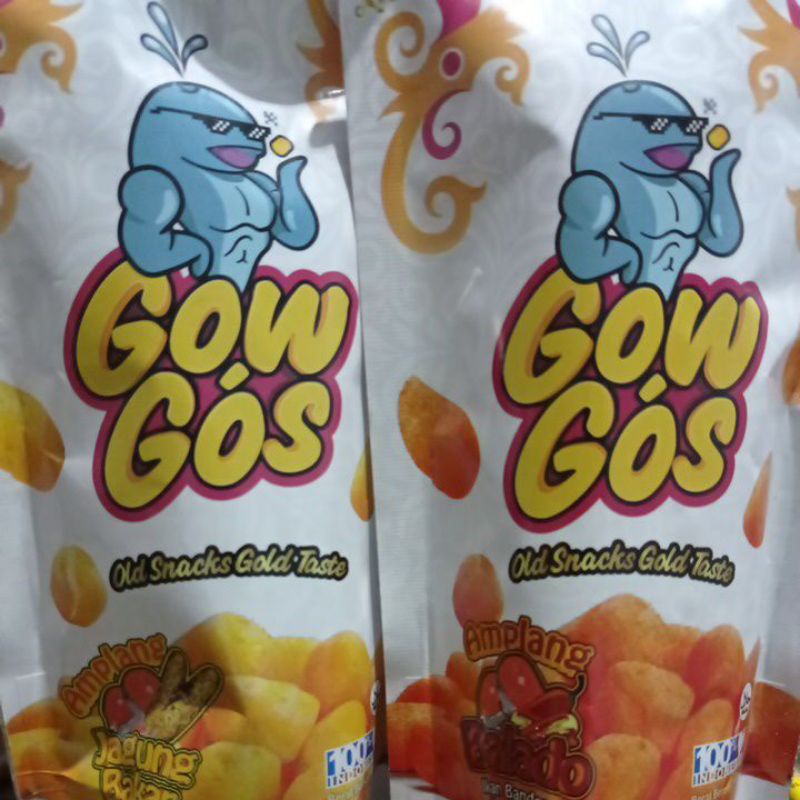 Gow
Gós
Old Snacks Gold Taste
Amplang
Jagung
Bakar
100%
Gow
Gós
Old Snacks Gold Taste
Amplang
Balado
100%